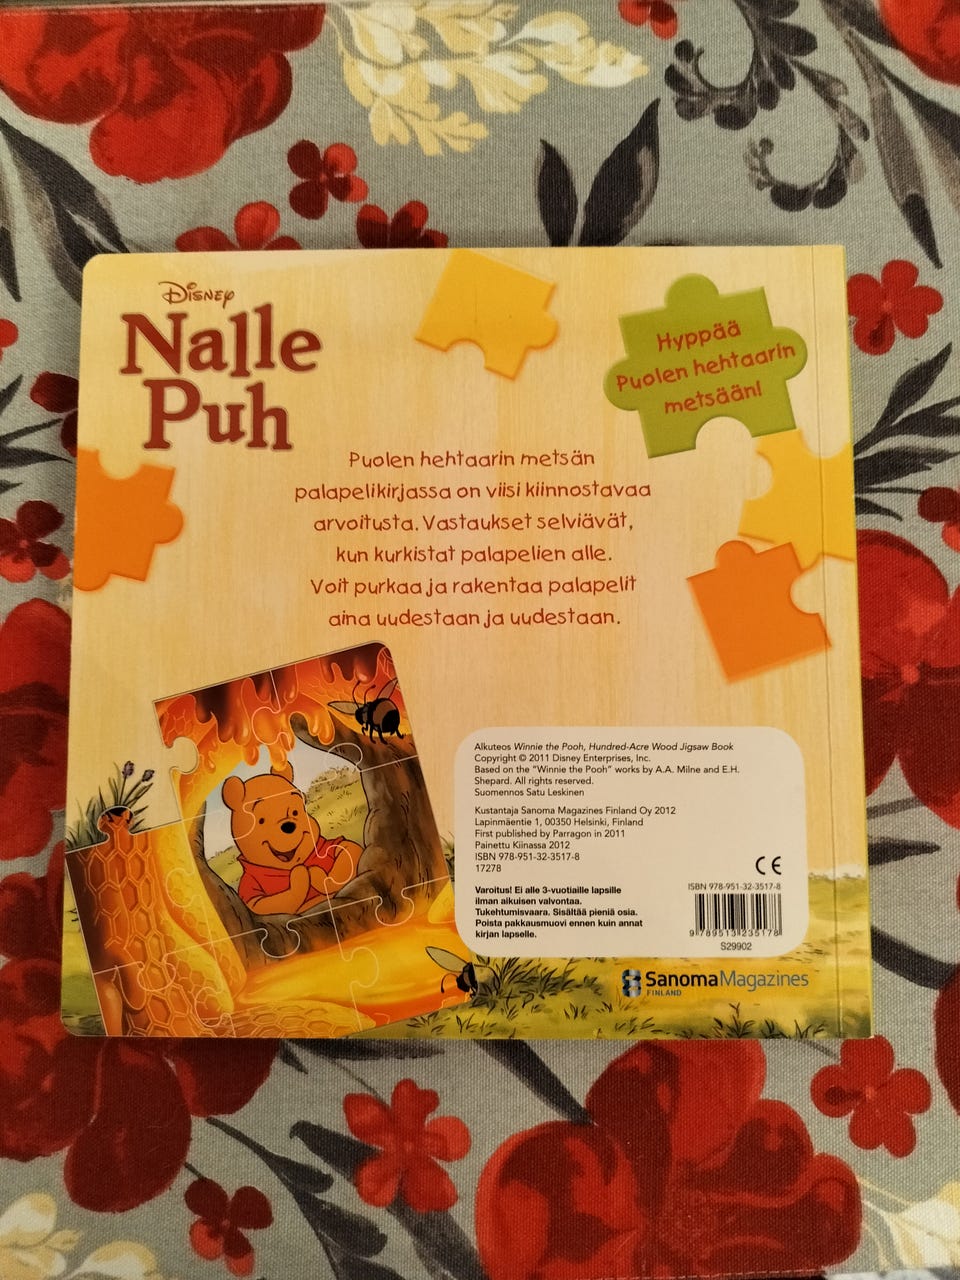 Disney
Nalle
Puh
Hyppää
Puolen hehtaarin
metsään!
Puolen hehtaarin metsän
palapelikirjassa on viisi kiinnostavaa
arvoitusta. Vastaukset selviävät,
kun kurkistat palapelien alle.
Voit purkaa ja rakentaa palapelit
aina uudestaan ja uudestaan.
Alkuteos Winnie the Pooh, Hundred-Acre Wood Jigsaw Book
Copyright © 2011 Disney Enterprises, Inc.
Based on the "Winnie the Pooh" works by A.A. Milne and E.H.
Shepard. All rights reserved.
Suomennos Satu Leskinen
Kustantaja Sanoma Magazines Finland Oy 2012
Lapinmäentie 1, 00350 Helsinki, Finland
First published by Parragon in 2011
Painettu Kiinassa 2012
ISBN 978-951-32-3517-8
17278
CE
Varoitus! Ei alle 3-vuotiaille lapsille
ilman aikuisen valvontaa.
Tukehtumisvaara. Sisältää pieniä osia.
Poista pakkausmuovi ennen kuin annat
kirjan lapselle.
ISBN 978-951-32-3517-8
9 789513 235178
S29902
SanomaMagazines
FINLAND